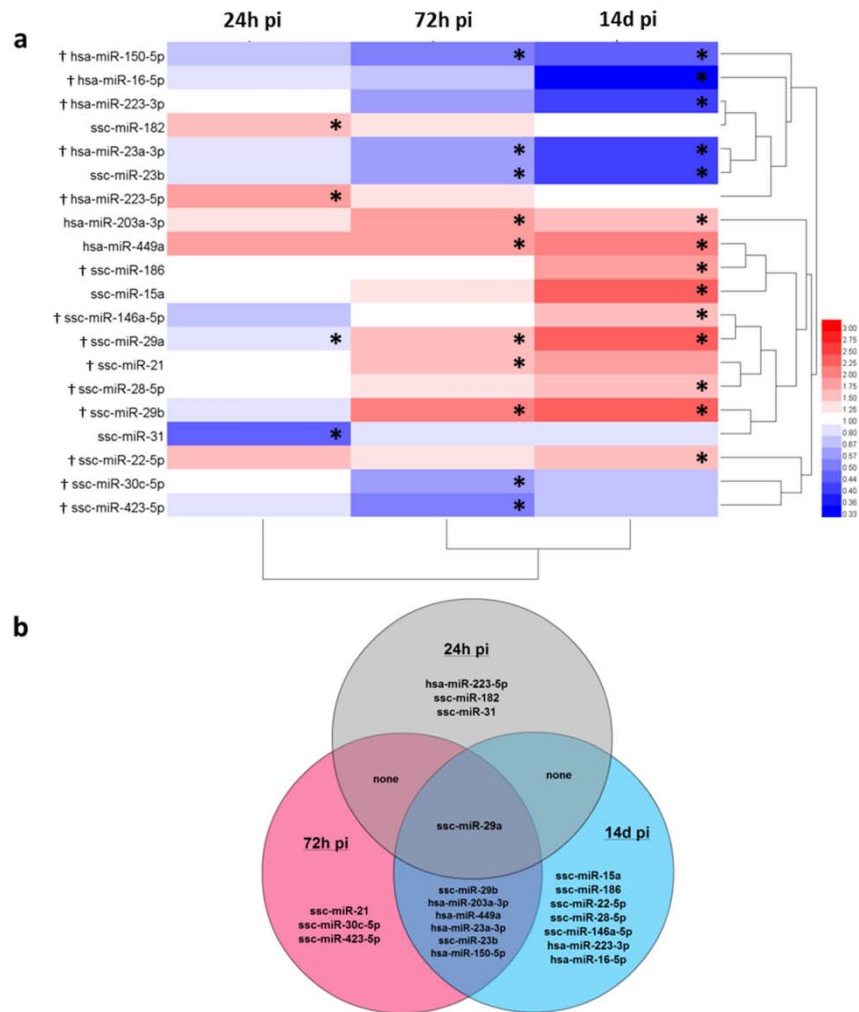 24h pi 72h pi 14d pi
a
† hsa-miR-150-5p * *
† hsa-miR-16-5p *
† hsa-miR-223-3p *
ssc-miR-182 *
† hsa-miR-23a-3p * *
ssc-miR-23b * *
† hsa-miR-223-5p *
hsa-miR-203a-3p * *
hsa-miR-449a * *
† ssc-miR-186 *
ssc-miR-15a *
† ssc-miR-146a-5p *
† ssc-miR-29a * * *
† ssc-miR-21 *
† ssc-miR-28-5p *
† ssc-miR-29b * *
ssc-miR-31 *
† ssc-miR-22-5p *
† ssc-miR-30c-5p *
† ssc-miR-423-5p *
3.00
2.75
2.50
2.25
2.00
1.75
1.50
1.25
1.00
0.80
0.67
0.57
0.50
0.44
0.40
0.36
0.33
b
24h pi
hsa-miR-223-5p
ssc-miR-182
ssc-miR-31
none
none
ssc-miR-29a
72h pi
ssc-miR-21
ssc-miR-30c-5p
ssc-miR-423-5p
ssc-miR-29b
hsa-miR-203a-3p
hsa-miR-449a
hsa-miR-23a-3p
ssc-miR-23b
hsa-miR-150-5p
14d pi
ssc-miR-15a
ssc-miR-186
ssc-miR-22-5p
ssc-miR-28-5p
ssc-miR-146a-5p
hsa-miR-223-3p
hsa-miR-16-5p